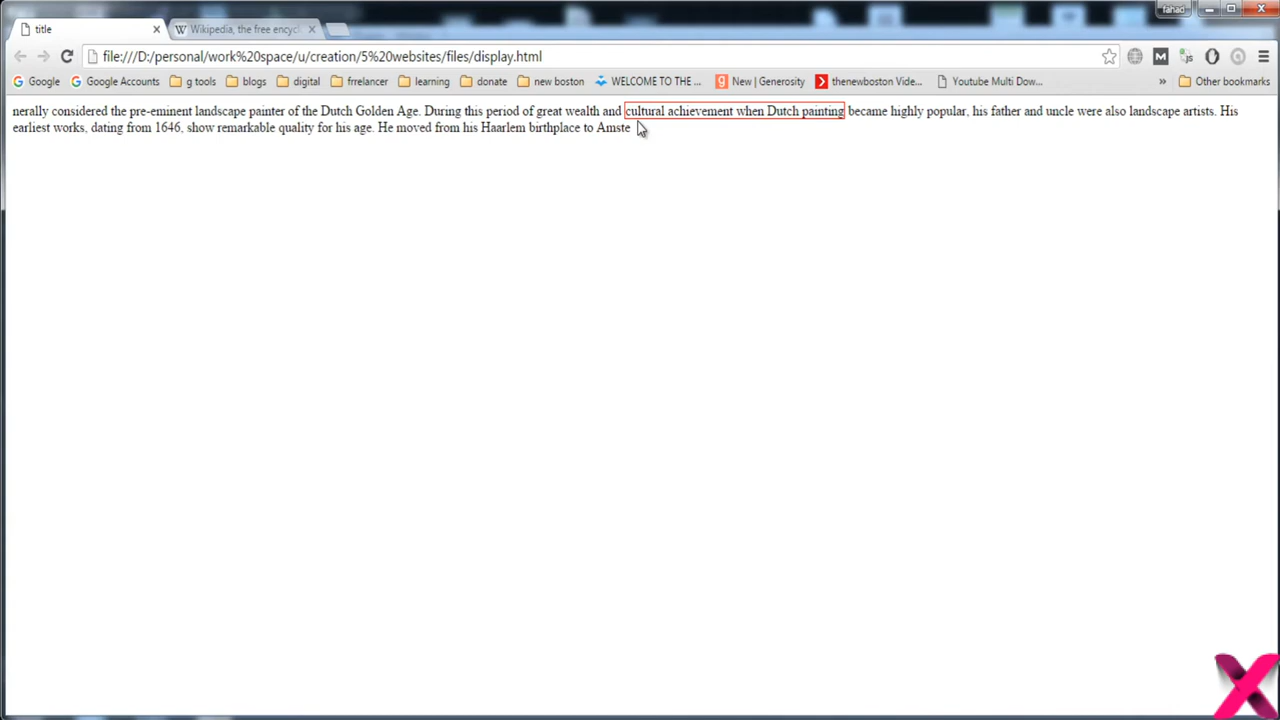 fahad
title
Wikipedia, the free encyc
file:///D:/personal/work%20space/u/creation/5%20websites/files/display.html
Google Google Accounts g tools blogs digital frrelancer learning donate new boston WELCOME TO THE ... New | Generosity thenewboston Vide... Youtube Multi Dow... » Other bookmarks
nerally considered the pre-eminent landscape painter of the Dutch Golden Age. During this period of great wealth and cultural achievement when Dutch painting became highly popular, his father and uncle were also landscape artists. His
earliest works, dating from 1646, show remarkable quality for his age. He moved from his Haarlem birthplace to Amste